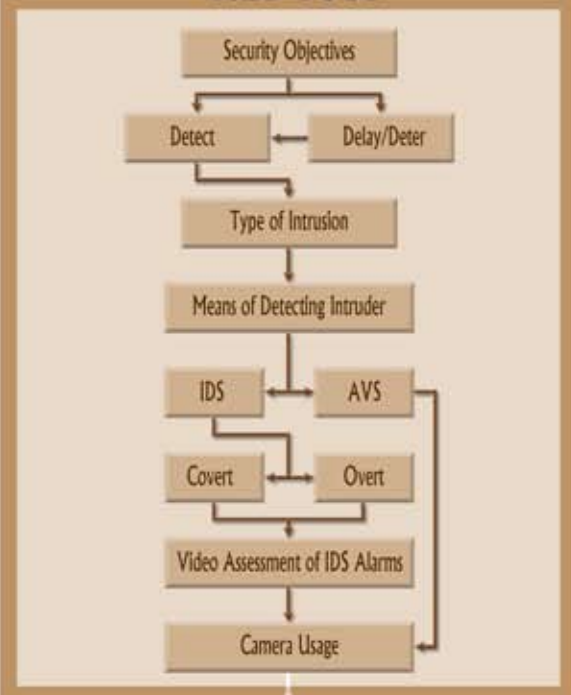 Security Objectives
Detect
Delay/Deter
Type of Intrusion
Means of Detecting Intruder
IDS
AVS
Covert
Overt
Video Assessment of IDS Alarms
Camera Usage